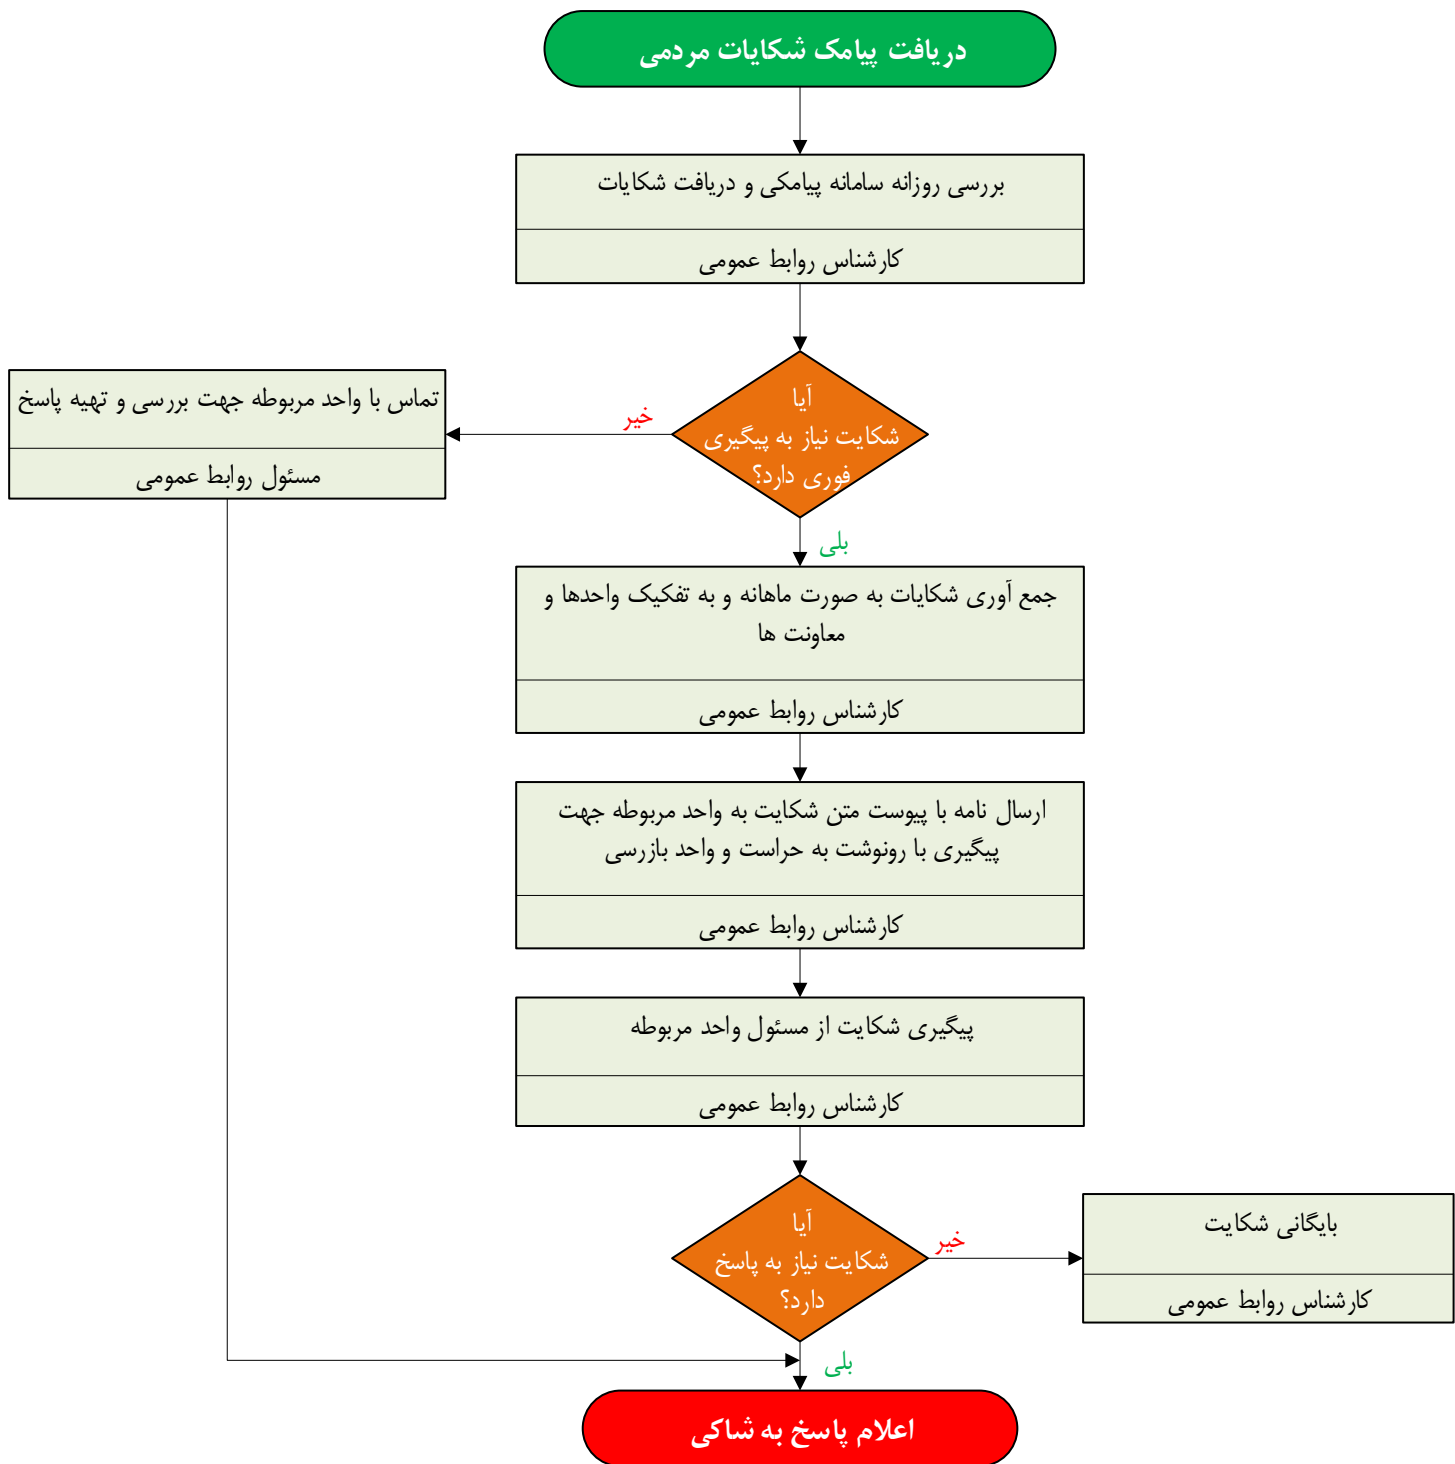 دریافت پیامک شکایات مردمی
بررسی روزانه سامانه پیامکی و دریافت شکایات
کارشناس روابط عمومی
آیا
شکایت نیاز به پیگیری
فوری دارد؟
خیر
تماس با واحد مربوطه جهت بررسی و تهیه پاسخ
مسئول روابط عمومی
بلی
جمع آوری شکایات به صورت ماهانه و به تفکیک واحدها و
معاونت ها
کارشناس روابط عمومی
ارسال نامه با پیوست متن شکایت به واحد مربوطه جهت
پیگیری با رونوشت به حراست و واحد بازرسی
کارشناس روابط عمومی
پیگیری شکایت از مسئول واحد مربوطه
کارشناس روابط عمومی
آیا
شکایت نیاز به پاسخ
دارد؟
خیر
بایگانی شکایت
کارشناس روابط عمومی
بلی
اعلام پاسخ به شاکی